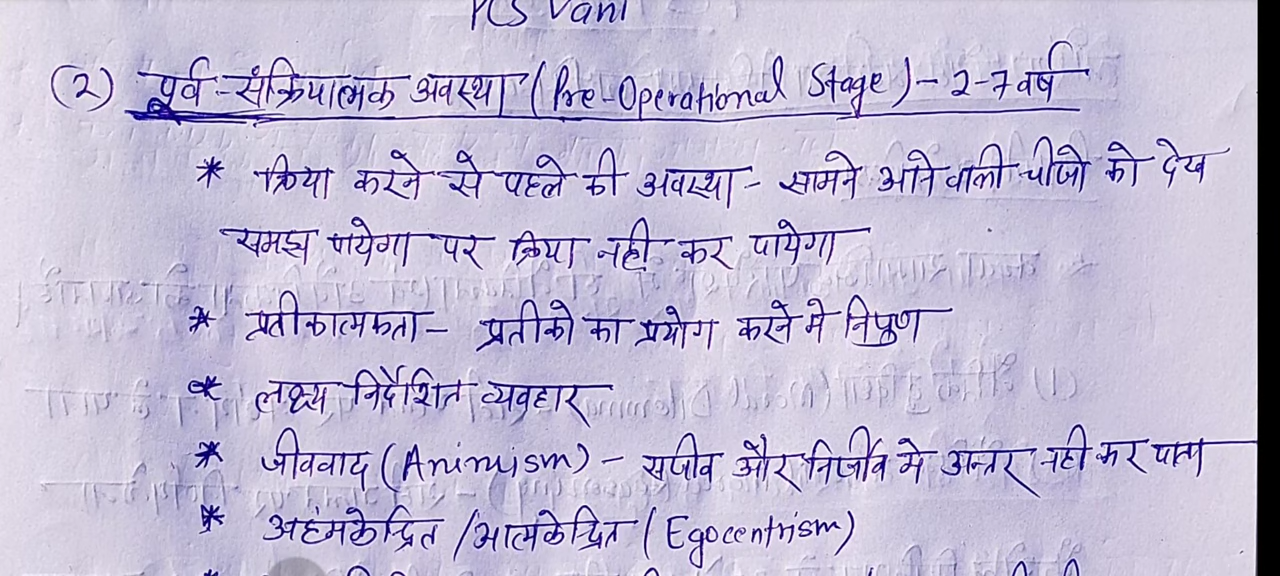 PCS Vani
(2) पूर्व-संक्रियात्मक अवस्था (Pre-Operational Stage) - 2-7 वर्ष
* क्रिया करने से पहले की अवस्था - सामने आने वाली चीजो को देख
समझ पायेगा पर क्रिया नही कर पायेगा
* प्रतीकात्मकता - प्रतीको का प्रयोग करने मे निपुण
* लक्ष्य निर्देशित व्यवहार
* जीववाद (Animism) - सजीव और निर्जीव मे अन्तर नही कर पाता
* अहंमकेन्द्रित / आत्मकेन्द्रित (Egocentrism)